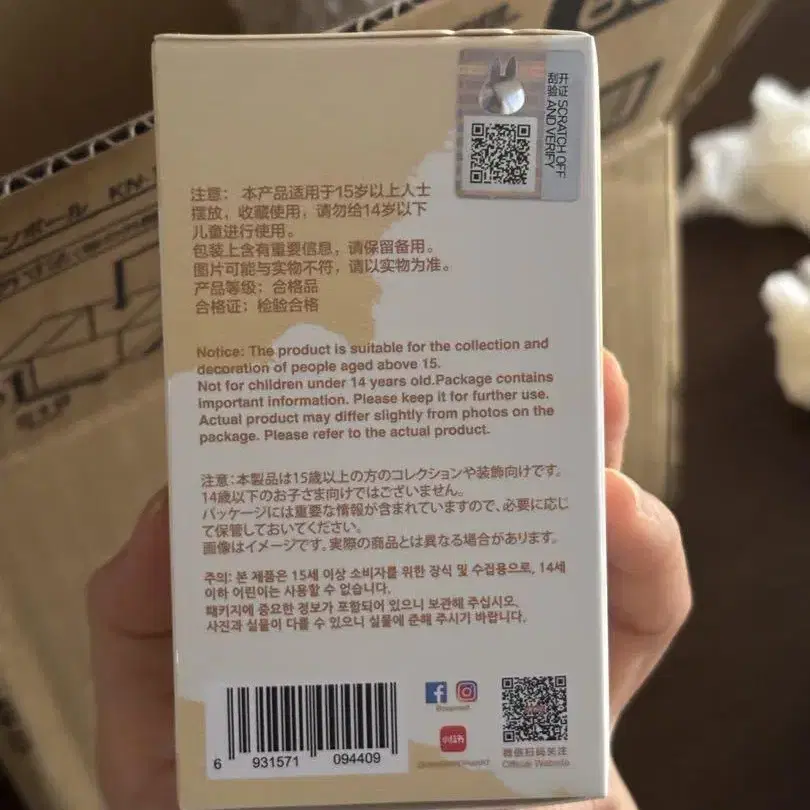 开证 SCRATCH OFF
刮验 AND VERIFY
注意： 本产品适用于15岁以上人士
摆放，收藏使用，请勿给14岁以下
儿童进行使用。
包装上含有重要信息，请保留备用。
图片可能与实物不符，请以实物为准。
产品等级：合格品
合格证：检验合格
Notice: The product is suitable for the collection and
decoration of people aged above 15.
Not for children under 14 years old.Package contains
important information. Please keep it for further use.
Actual product may differ slightly from photos on the
package. Please refer to the actual product.
注意:本製品は15歳以上の方のコレクションや装飾向けです。
14歳以下のお子さま向けではございません。
パッケージには重要な情報が含まれていますので、必要に応じ
て保管しておいてください。
画像はイメージです。実際の商品とは異なる場合があります。
주의: 본 제품은 15세 이상 소비자를 위한 장식 및 수집용으로, 14세
이하 어린이는 사용할 수 없습니다.
패키지에 중요한 정보가 포함되어 있으니 보관해 주십시오.
사진과 실물이 다를 수 있으니 실물에 준해 주시기 바랍니다.
小红书
微信扫码关注
Official Website
6 931571 094409
ンボール KN-